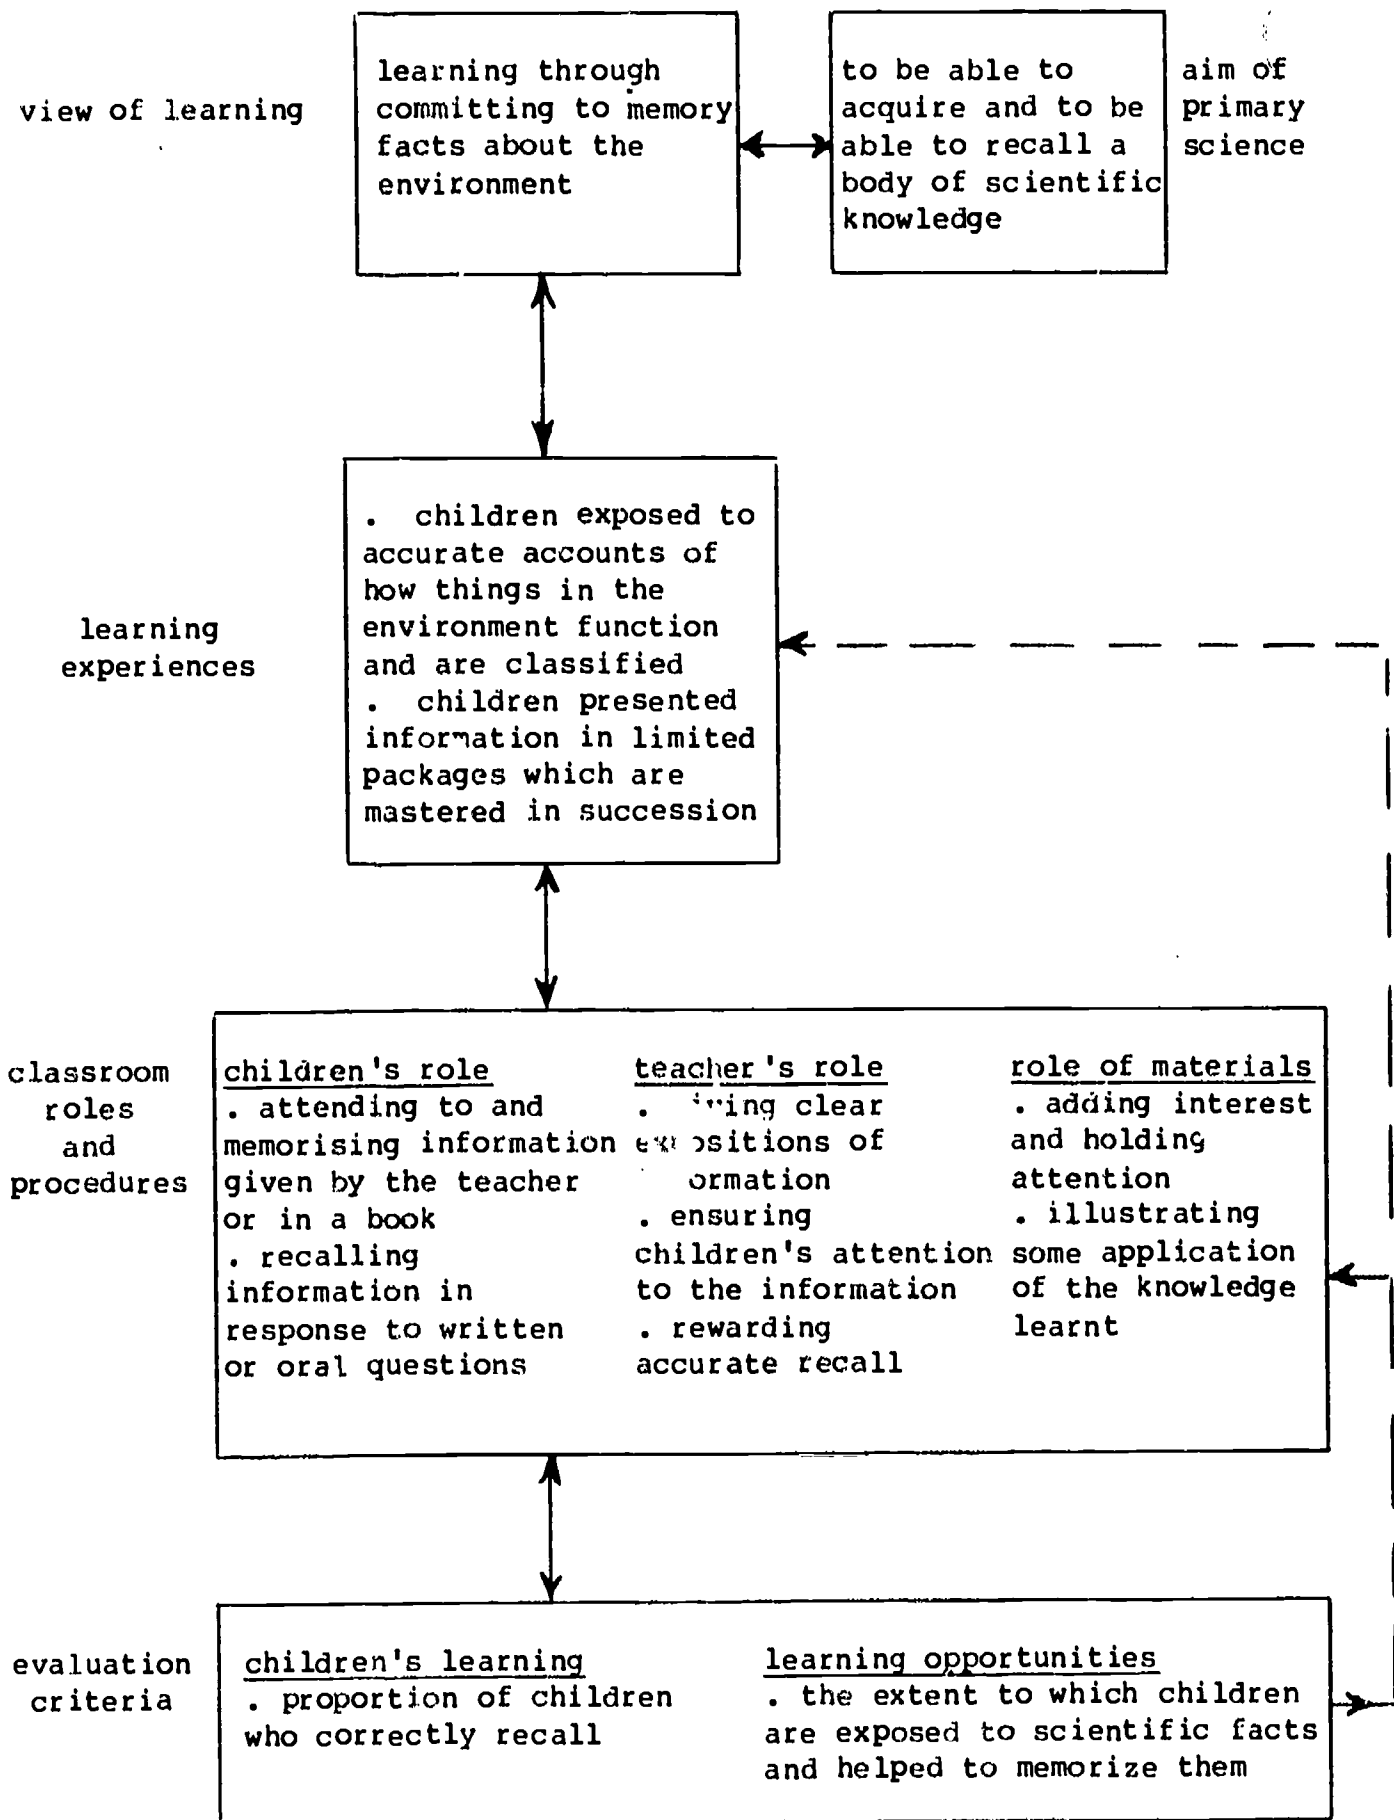 view of learning
learning through
committing to memory
facts about the
environment
to be able to
acquire and to be
able to recall a
body of scientific
knowledge
aim of
primary
science
learning
experiences
. children exposed to
accurate accounts of
how things in the
environment function
and are classified
. children presented
information in limited
packages which are
mastered in succession
classroom
roles
and
procedures
children's role
. attending to and
memorising information
given by the teacher
or in a book
. recalling
information in
response to written
or oral questions
teacher's role
. clear
of
. ensuring
children's attention
to the information
. rewarding
accurate recall
role of materials
. adding interest
and holding
attention
. illustrating
some application
of the knowledge
learnt
evaluation
criteria
children's learning
. proportion of children
who correctly recall
learning opportunities
. the extent to which children
are exposed to scientific facts
and helped to memorize them